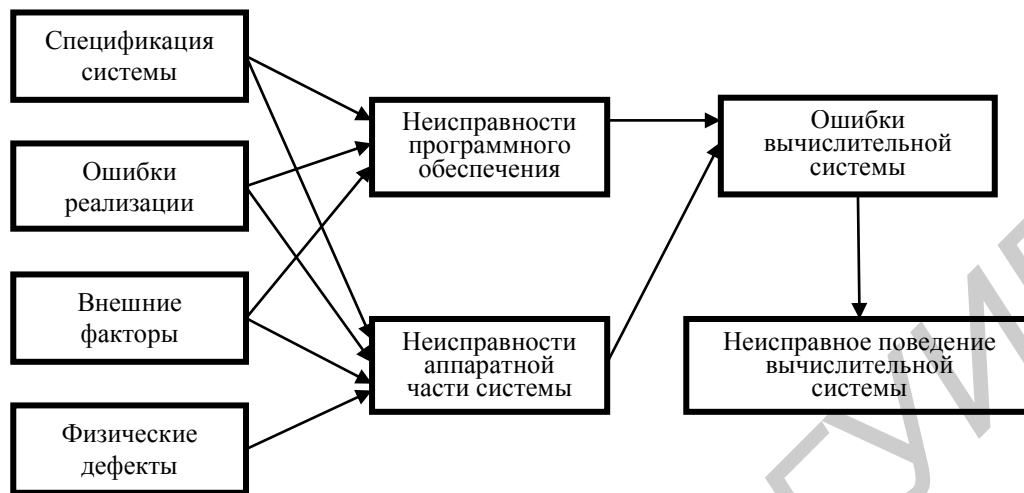 Спецификация
системы
Ошибки
реализации
Внешние
факторы
Физические
дефекты
Неисправности
программного
обеспечения
Неисправности
аппаратной
части системы
Ошибки
вычислительной
системы
Неисправное поведение
вычислительной
системы